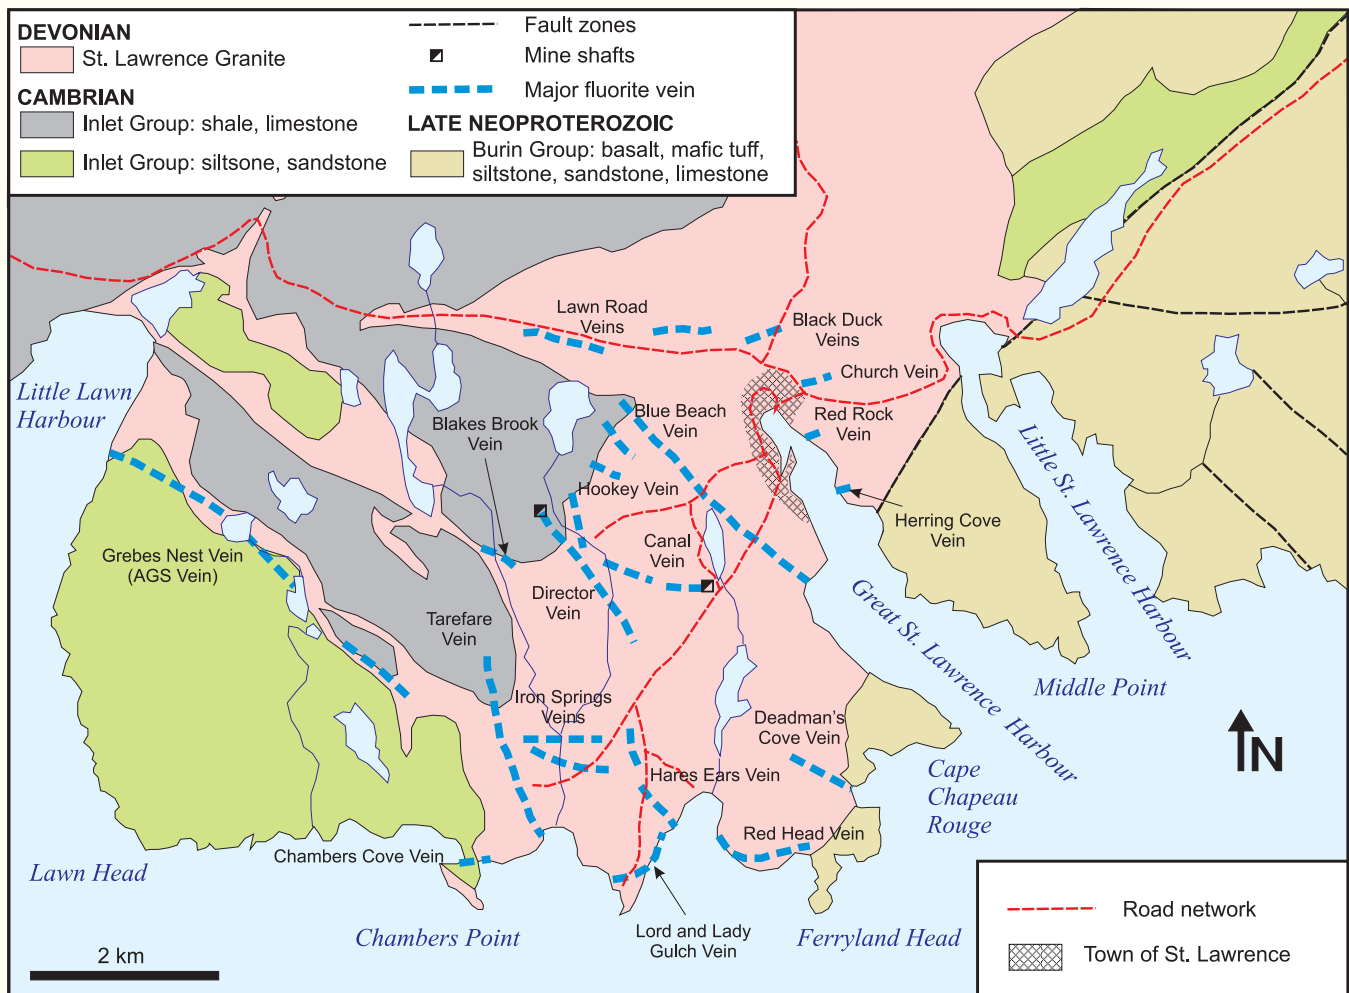 DEVONIAN
St. Lawrence Granite
CAMBRIAN
Inlet Group: shale, limestone
Inlet Group: siltsone, sandstone
Fault zones
Mine shafts
Major fluorite vein
LATE NEOPROTEROZOIC
Burin Group: basalt, mafic tuff,
siltstone, sandstone, limestone
Lawn Road
Veins
Black Duck
Veins
Church Vein
Little Lawn
Harbour
Blue Beach
Vein
Blakes Brook
Vein
Red Rock
Vein
Hookey Vein
Herring Cove
Vein
Little St. Lawrence Harbour
Grebes Nest Vein
(AGS Vein)
Canal
Vein
Director
Vein
Tarefare
Vein
Great St. Lawrence Harbour
Middle Point
Iron Springs
Veins
Deadman's
Cove Vein
Hares Ears Vein
Cape
Chapeau
Rouge
N
Red Head Vein
Chambers Cove Vein
Lawn Head
Chambers Point
Lord and Lady
Gulch Vein
Ferryland Head
2 km
Road network
Town of St. Lawrence